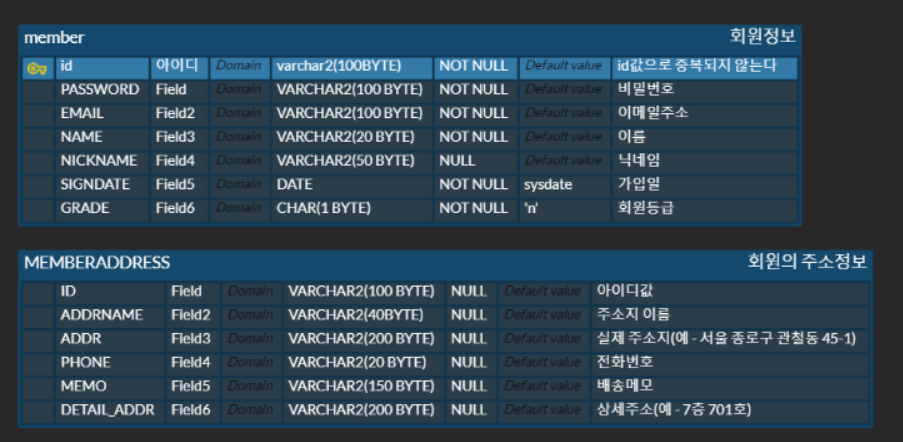 member 회원정보
id 아이디 Domain varchar2(100BYTE) NOT NULL Default value id값으로 중복되지 않는다
PASSWORD Field Domain VARCHAR2(100 BYTE) NOT NULL Default value 비밀번호
EMAIL Field2 Domain VARCHAR2(100 BYTE) NOT NULL Default value 이메일주소
NAME Field3 Domain VARCHAR2(20 BYTE) NOT NULL Default value 이름
NICKNAME Field4 Domain VARCHAR2(50 BYTE) NULL Default value 닉네임
SIGNDATE Field5 Domain DATE NOT NULL sysdate 가입일
GRADE Field6 Domain CHAR(1 BYTE) NOT NULL 'n' 회원등급
MEMBERADDRESS 회원의 주소정보
ID Field Domain VARCHAR2(100 BYTE) NULL Default value 아이디값
ADDRNAME Field2 Domain VARCHAR2(40BYTE) NULL Default value 주소지 이름
ADDR Field3 Domain VARCHAR2(200 BYTE) NULL Default value 실제 주소지(예 - 서울 종로구 관철동 45-1)
PHONE Field4 Domain VARCHAR2(20 BYTE) NULL Default value 전화번호
MEMO Field5 Domain VARCHAR2(150 BYTE) NULL Default value 배송메모
DETAIL_ADDR Field6 Domain VARCHAR2(200 BYTE) NULL Default value 상세주소(예 - 7층 701호)